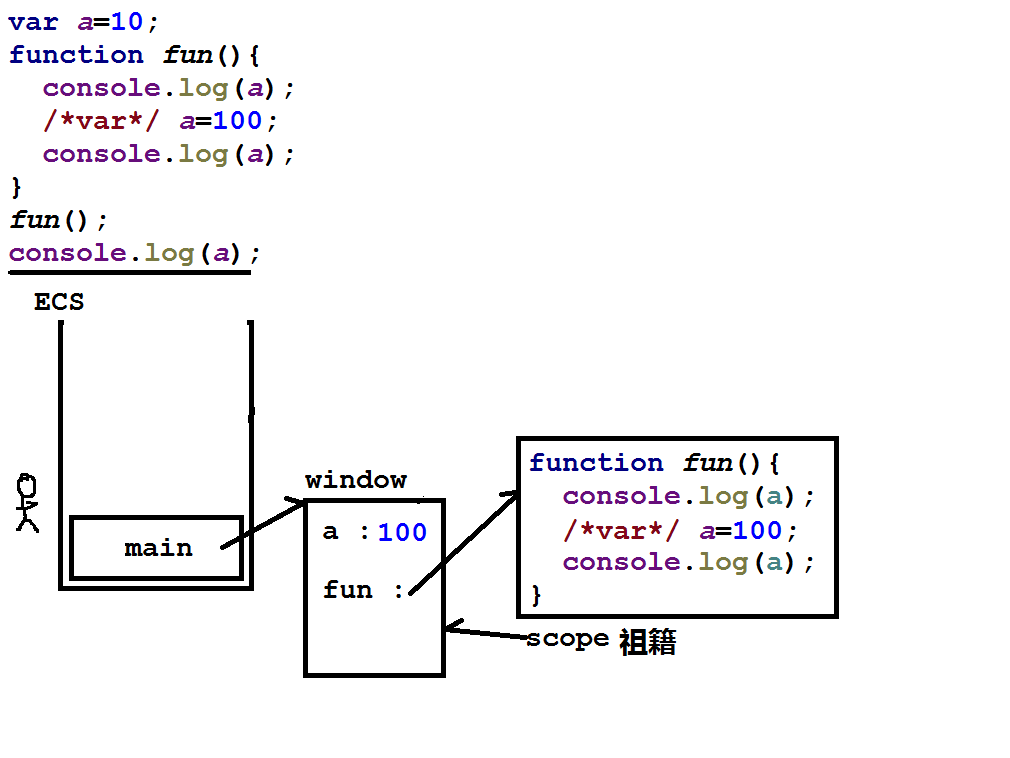 var a=10;
function fun(){
  console.log(a);
  /*var*/ a=100;
  console.log(a);
}
fun();
console.log(a);
ECS
main
window
a :100
fun :
function fun(){
  console.log(a);
  /*var*/ a=100;
  console.log(a);
}
scope 祖籍